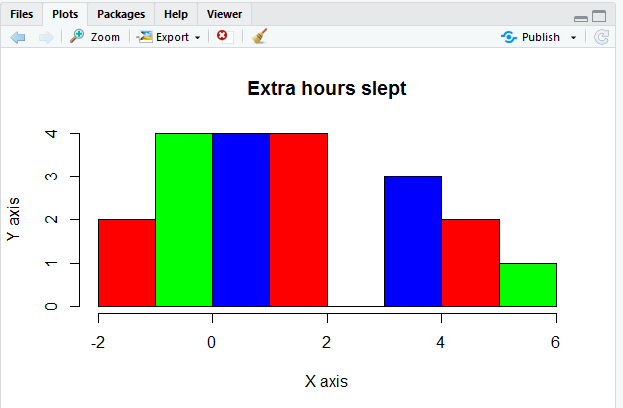 Files Plots Packages Help Viewer
Zoom Export Publish
Extra hours slept
4
3
2
1
0
Y axis
-2 0 2 4 6
X axis